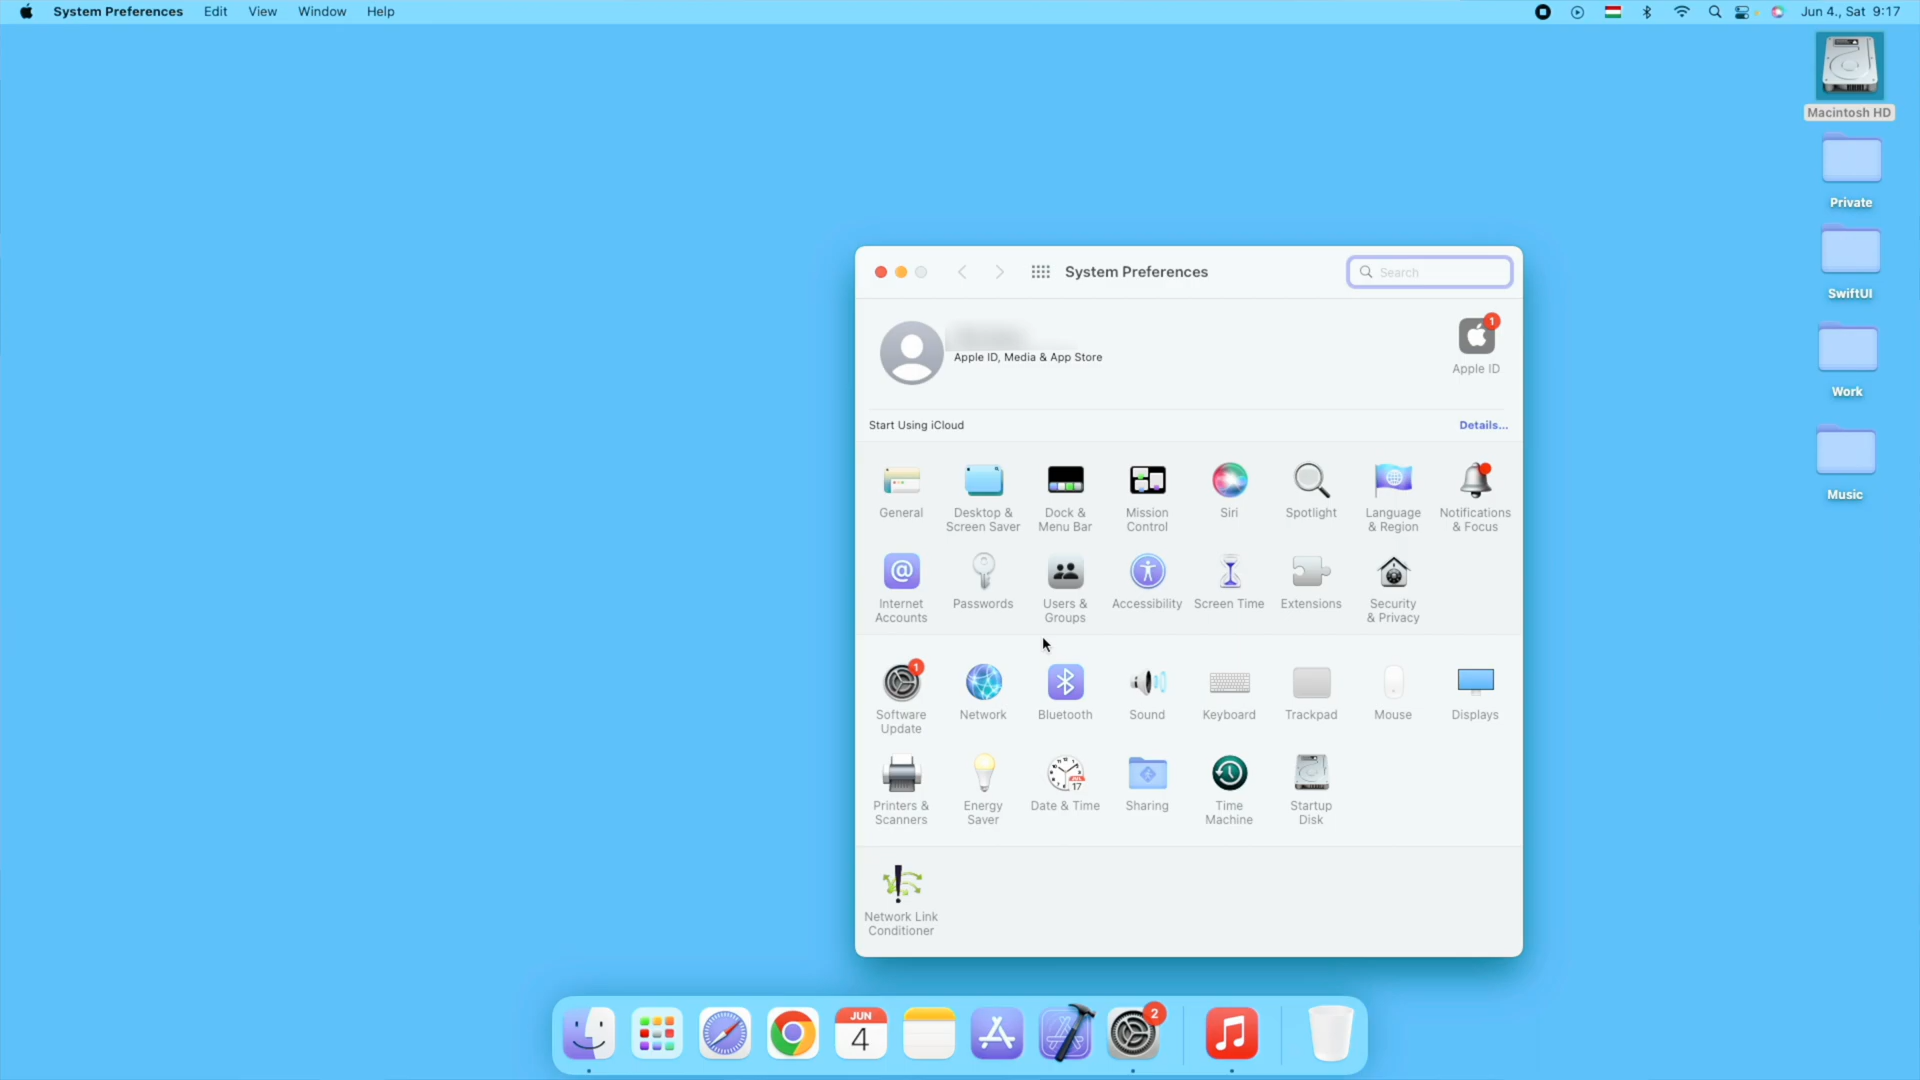 System Preferences Edit View Window Help Jun 4., Sat 9:17
Macintosh HD
Private
SwiftUI
Work
Music
System Preferences
Search
Apple ID, Media & App Store
1
Apple ID
Start Using iCloud
Details...
General
Desktop &
Screen Saver
Dock &
Menu Bar
Mission
Control
Siri
Spotlight
Language
& Region
Notifications
& Focus
Internet
Accounts
Passwords
Users &
Groups
Accessibility
Screen Time
Extensions
Security
& Privacy
1
Software
Update
Network
Bluetooth
Sound
Keyboard
Trackpad
Mouse
Displays
Printers &
Scanners
Energy
Saver
JUL
17
Date & Time
Sharing
Time
Machine
Startup
Disk
Network Link
Conditioner
JUN
4
2